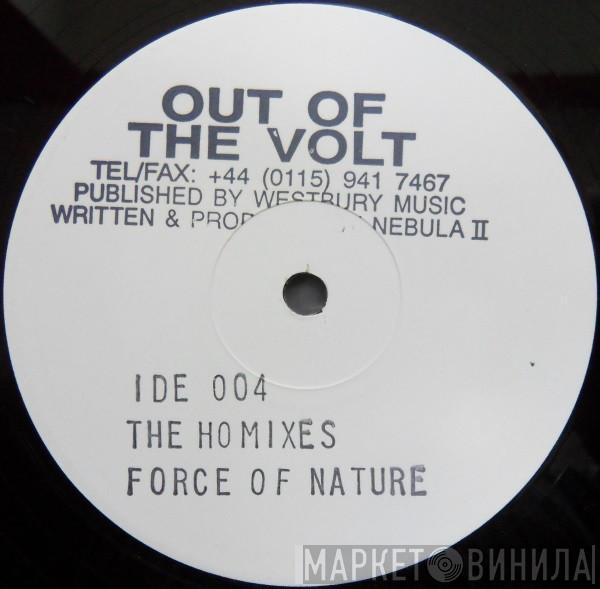 OUT OF
THE VOLT
TEL/FAX: +44 (0115) 941 7467
PUBLISHED BY WESTBURY MUSIC
WRITTEN & NEBULA II
IDE 004
THE HOMIXES
FORCE OF NATURE
МАРКЕТ ВИНИЛА